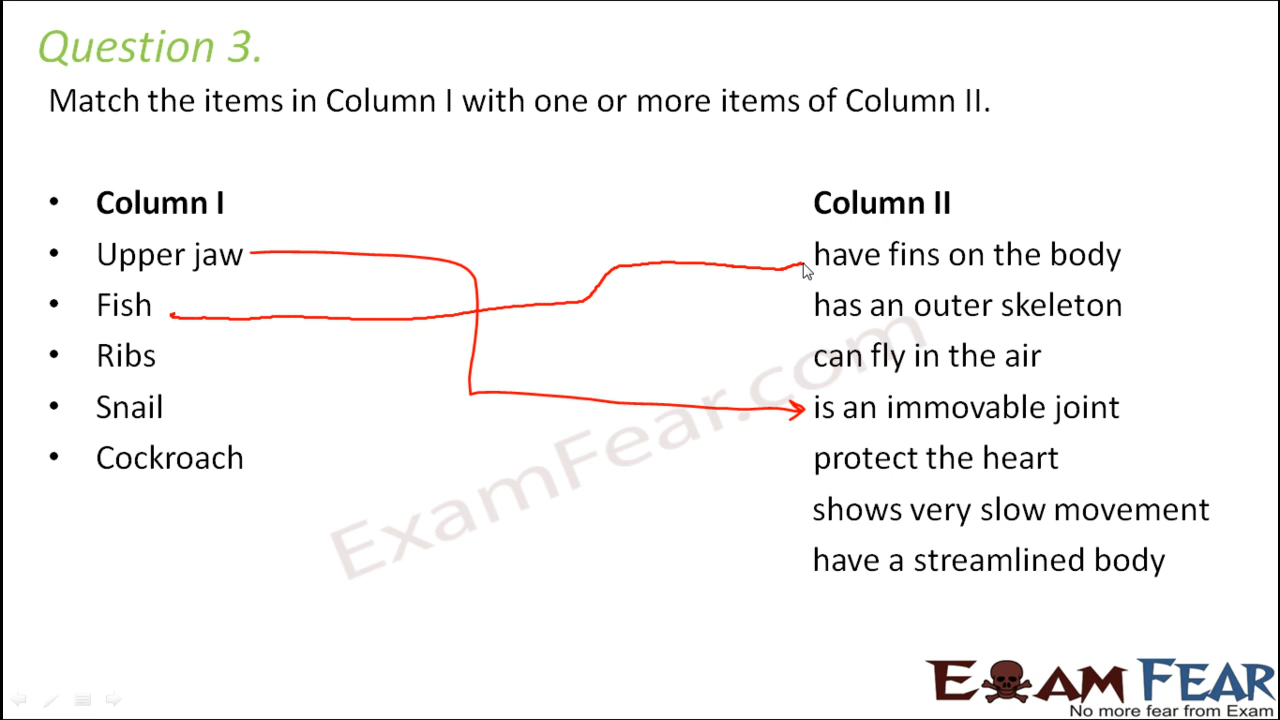 Question 3.
Match the items in Column I with one or more items of Column II.
• Column I
• Upper jaw
• Fish
• Ribs
• Snail
• Cockroach
Column II
have fins on the body
has an outer skeleton
can fly in the air
is an immovable joint
protect the heart
shows very slow movement
have a streamlined body
ExamFear.com
EXAM FEAR
No more fear from Exam